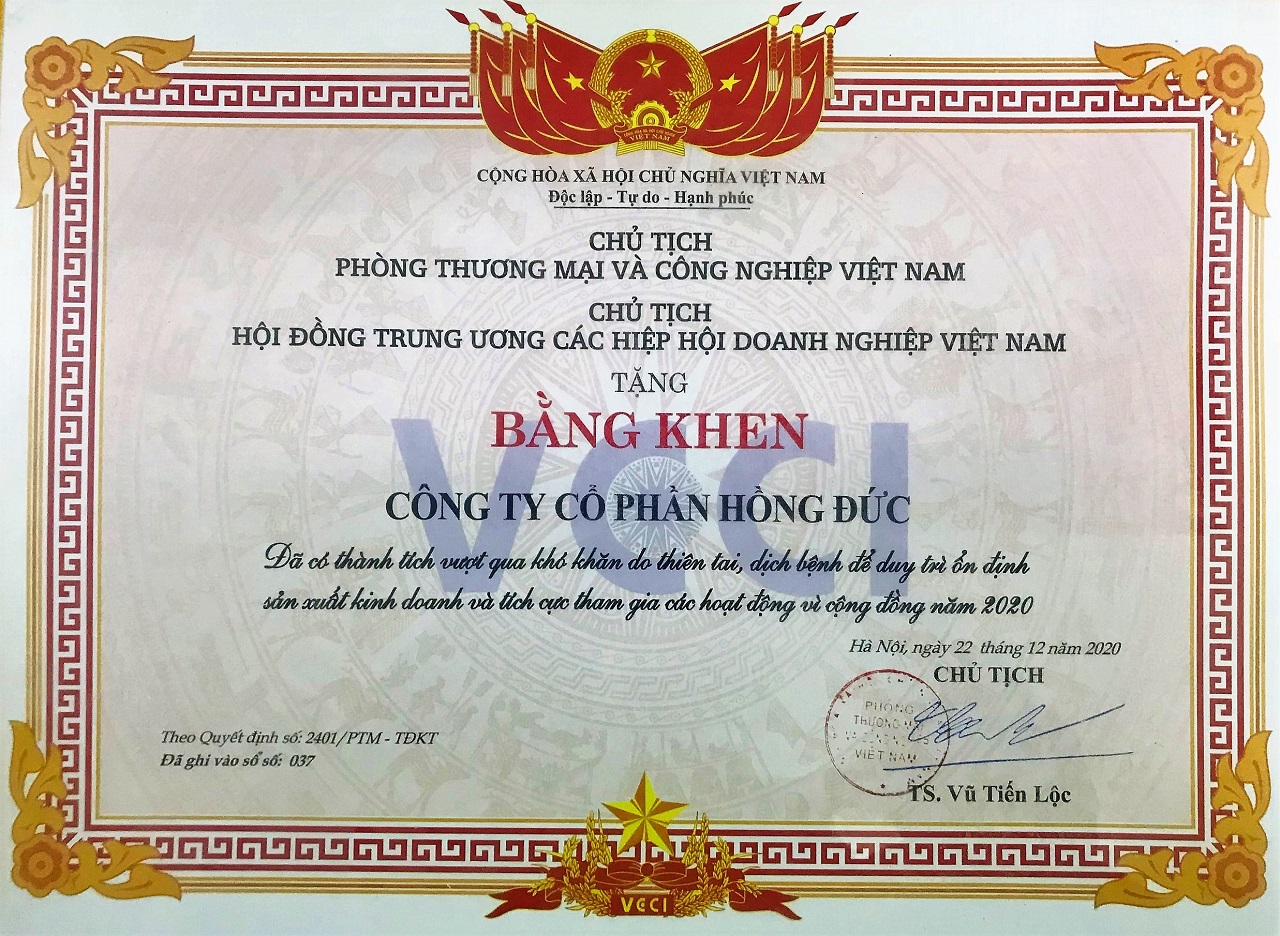 CỘNG HÒA XÃ HỘI CHỦ NGHĨA VIỆT NAM
Độc lập - Tự do - Hạnh phúc
CHỦ TỊCH
PHÒNG THƯƠNG MẠI VÀ CÔNG NGHIỆP VIỆT NAM
CHỦ TỊCH
HỘI ĐỒNG TRUNG ƯƠNG CÁC HIỆP HỘI DOANH NGHIỆP VIỆT NAM
TẶNG
BẰNG KHEN
VCCI
CÔNG TY CỔ PHẦN HỒNG ĐỨC
Đã có thành tích vượt qua khó khăn do thiên tai, dịch bệnh để duy trì ổn định
sản xuất kinh doanh và tích cực tham gia các hoạt động vì cộng đồng năm 2020
Hà Nội, ngày 22 tháng 12 năm 2020
CHỦ TỊCH
PHÒNG
VIỆT NAM
Theo Quyết định số: 2401/PTM - TĐKT
Đã ghi vào sổ số: 037
TS. Vũ Tiến Lộc
VCCI